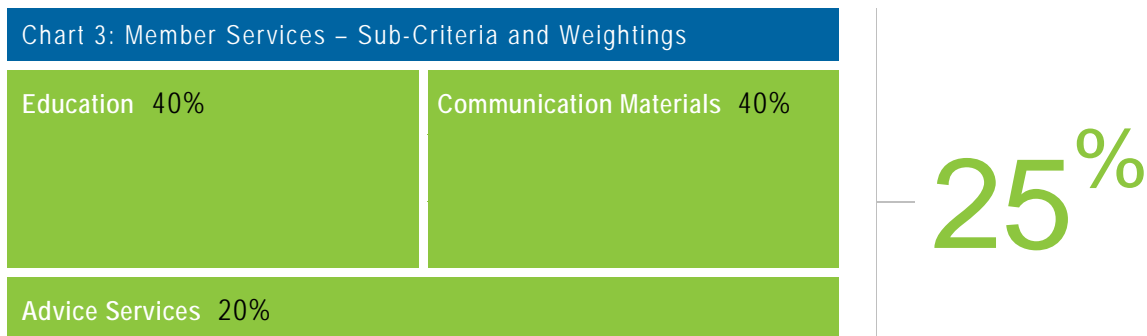 Chart 3: Member Services – Sub-Criteria and Weightings
Education 40%
Communication Materials 40%
25%
Advice Services 20%